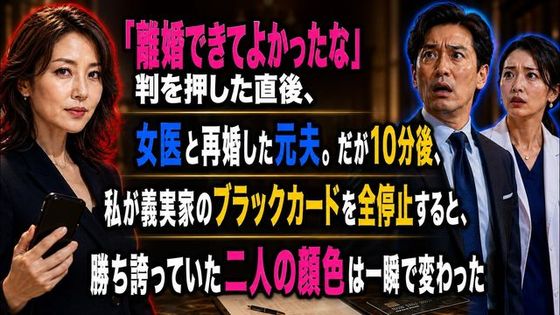 「離婚できてよかったな」
判を押した直後、
女医と再婚した元夫。だが10分後、
私が義実家のブラックカードを全停止すると、
勝ち誇っていた二人の顔色は一瞬で変わった